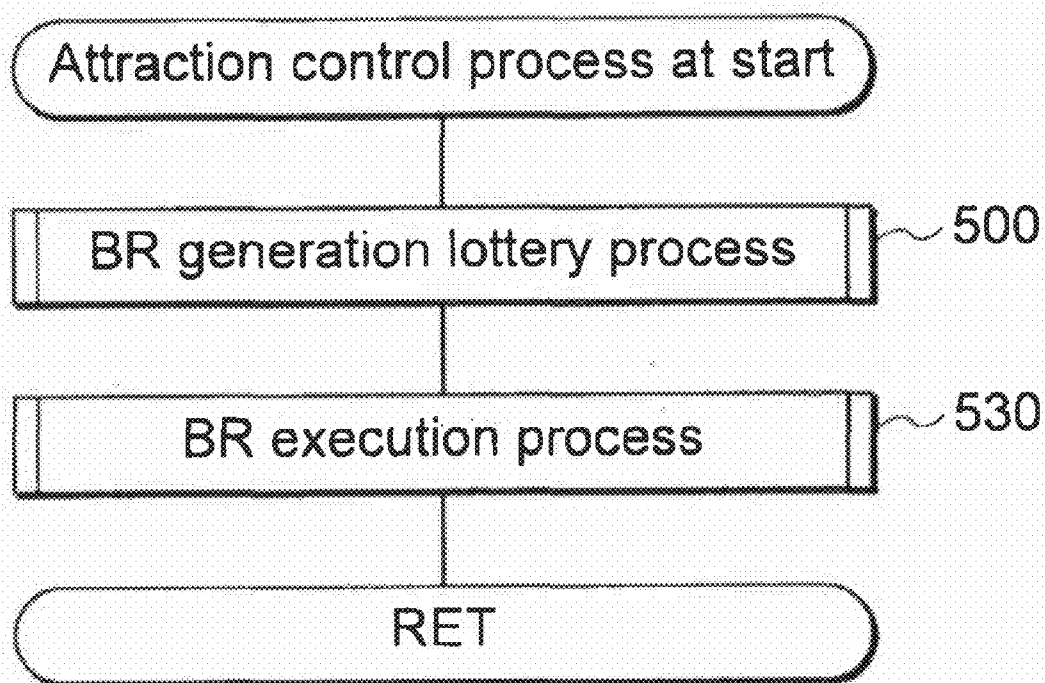 Attraction control process at start
BR generation lottery process
500
BR execution process
530
RET